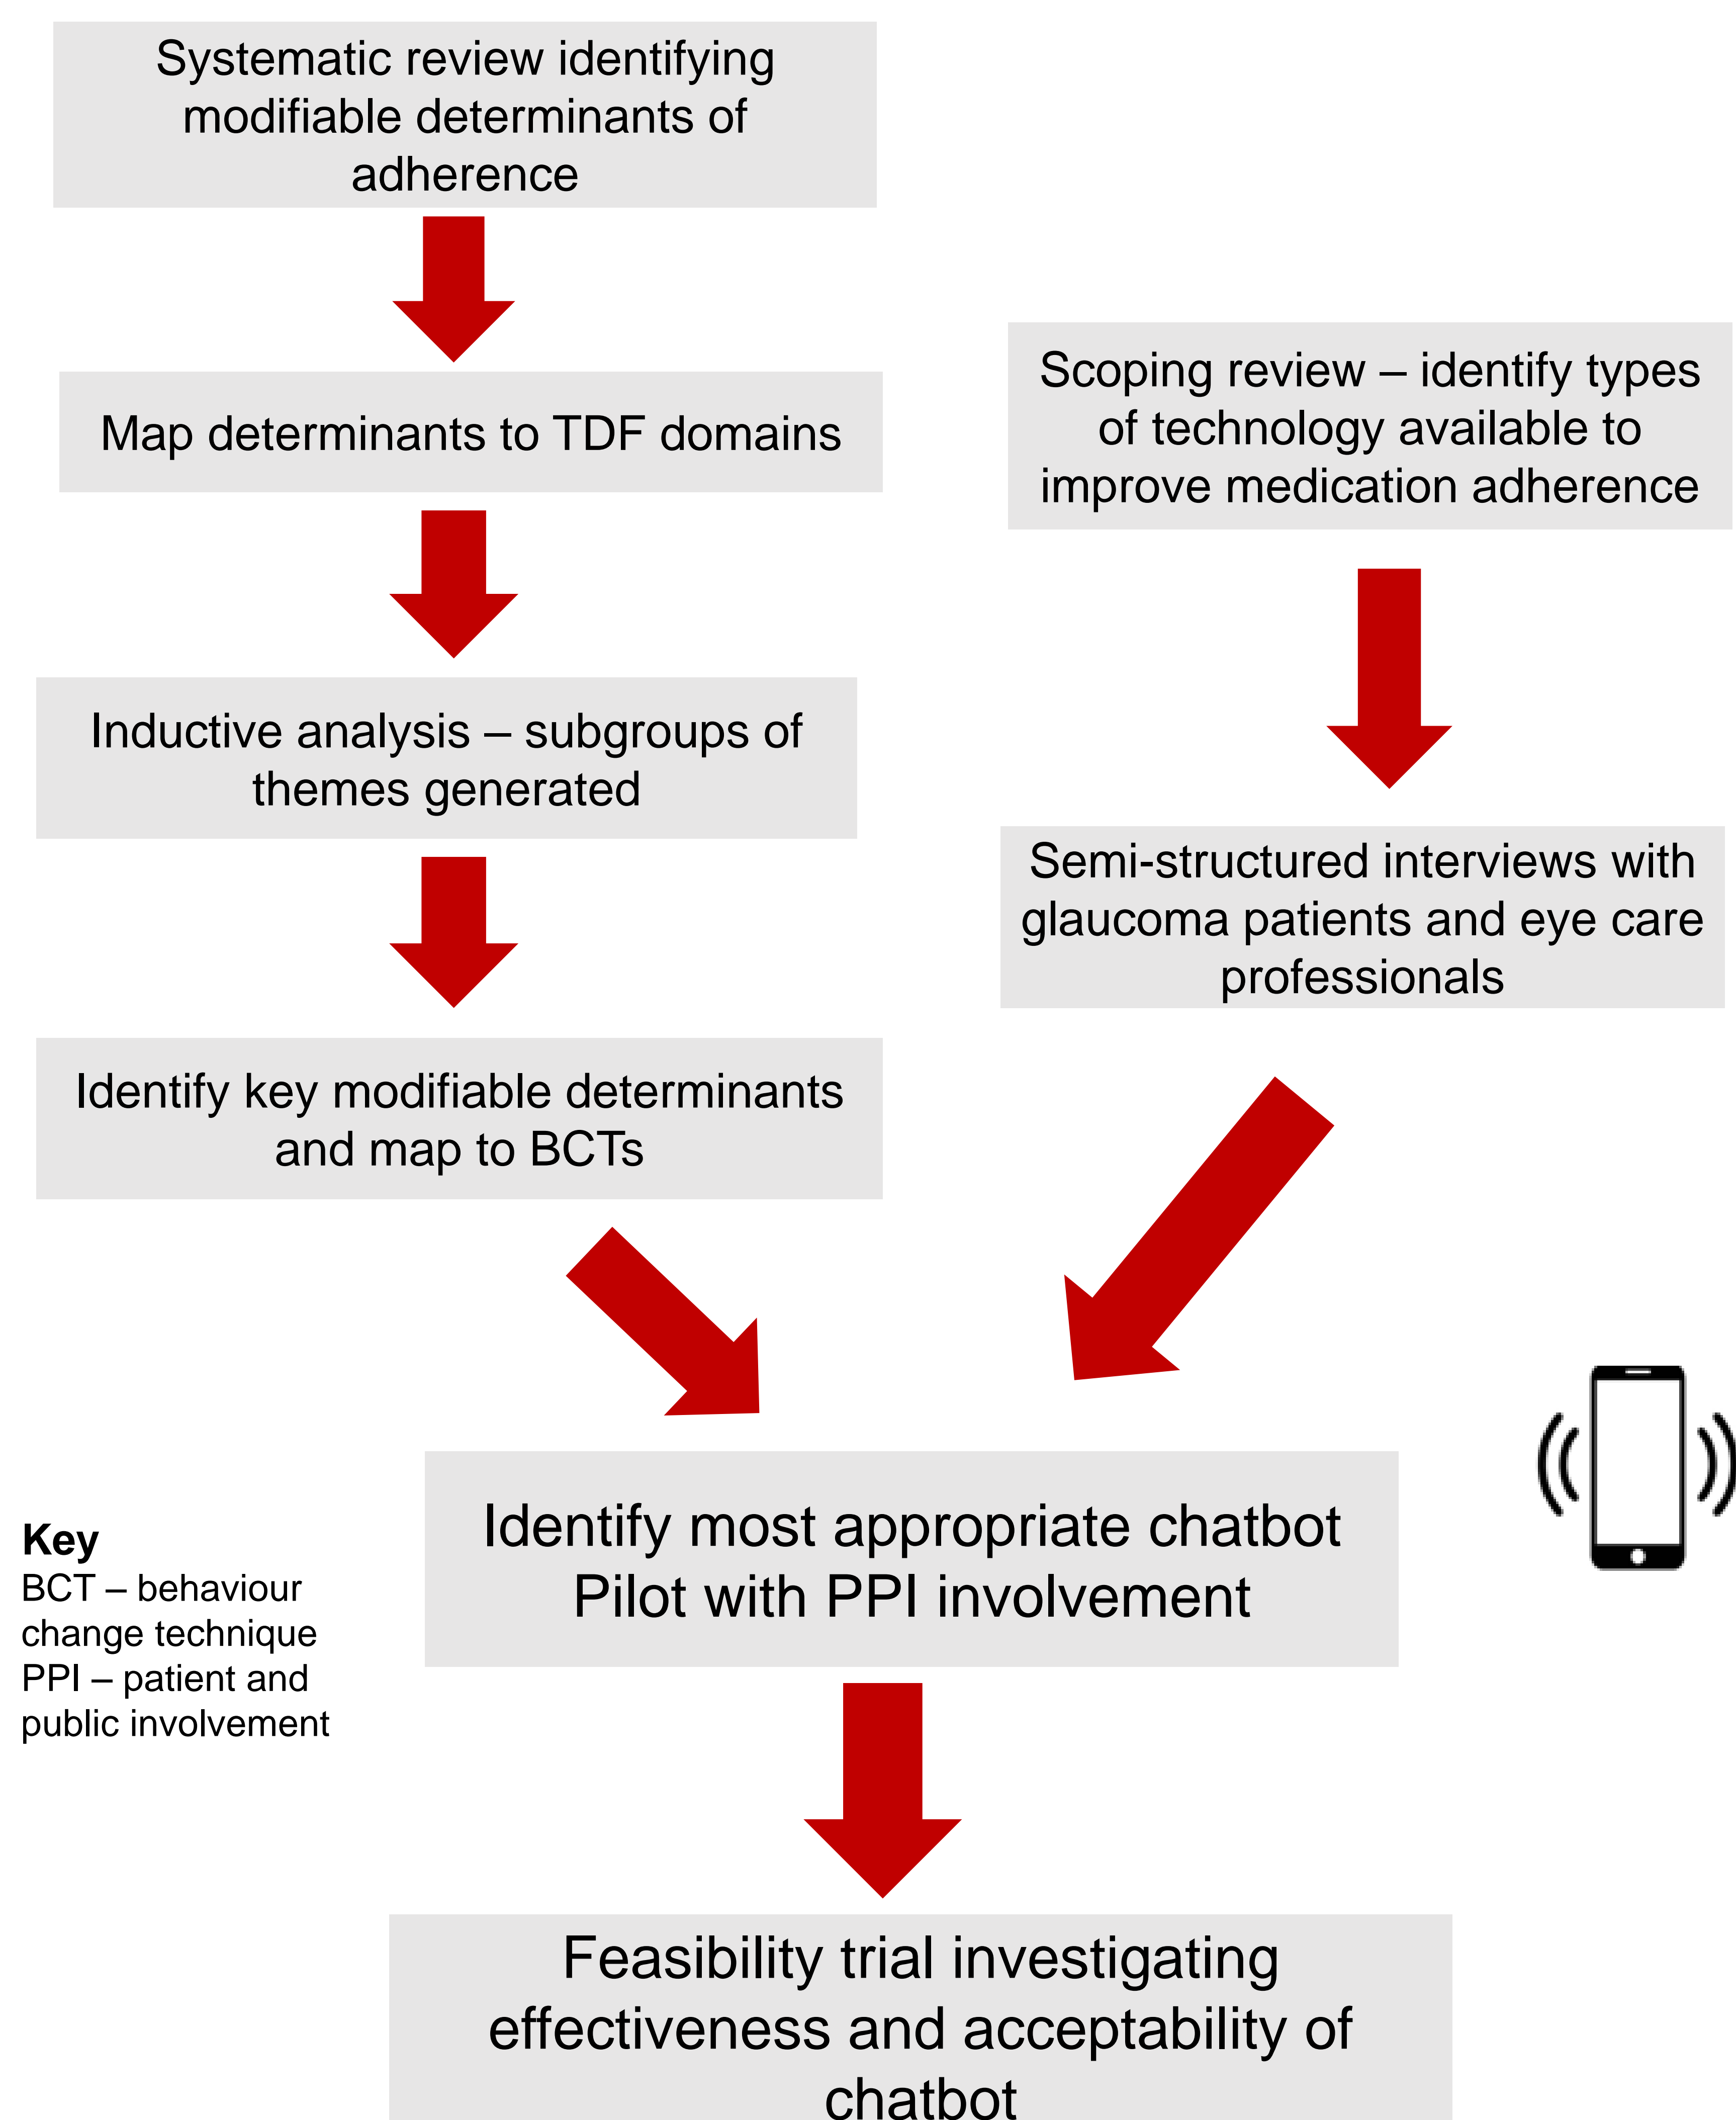 Systematic review identifying
modifiable determinants of
adherence
Map determinants to TDF domains
Inductive analysis – subgroups of
themes generated
Identify key modifiable determinants
and map to BCTs
Scoping review – identify types
of technology available to
improve medication adherence
Semi-structured interviews with
glaucoma patients and eye care
professionals
Identify most appropriate chatbot
Pilot with PPI involvement
Key
BCT – behaviour
change technique
PPI – patient and
public involvement
Feasibility trial investigating
effectiveness and acceptability of
chatbot